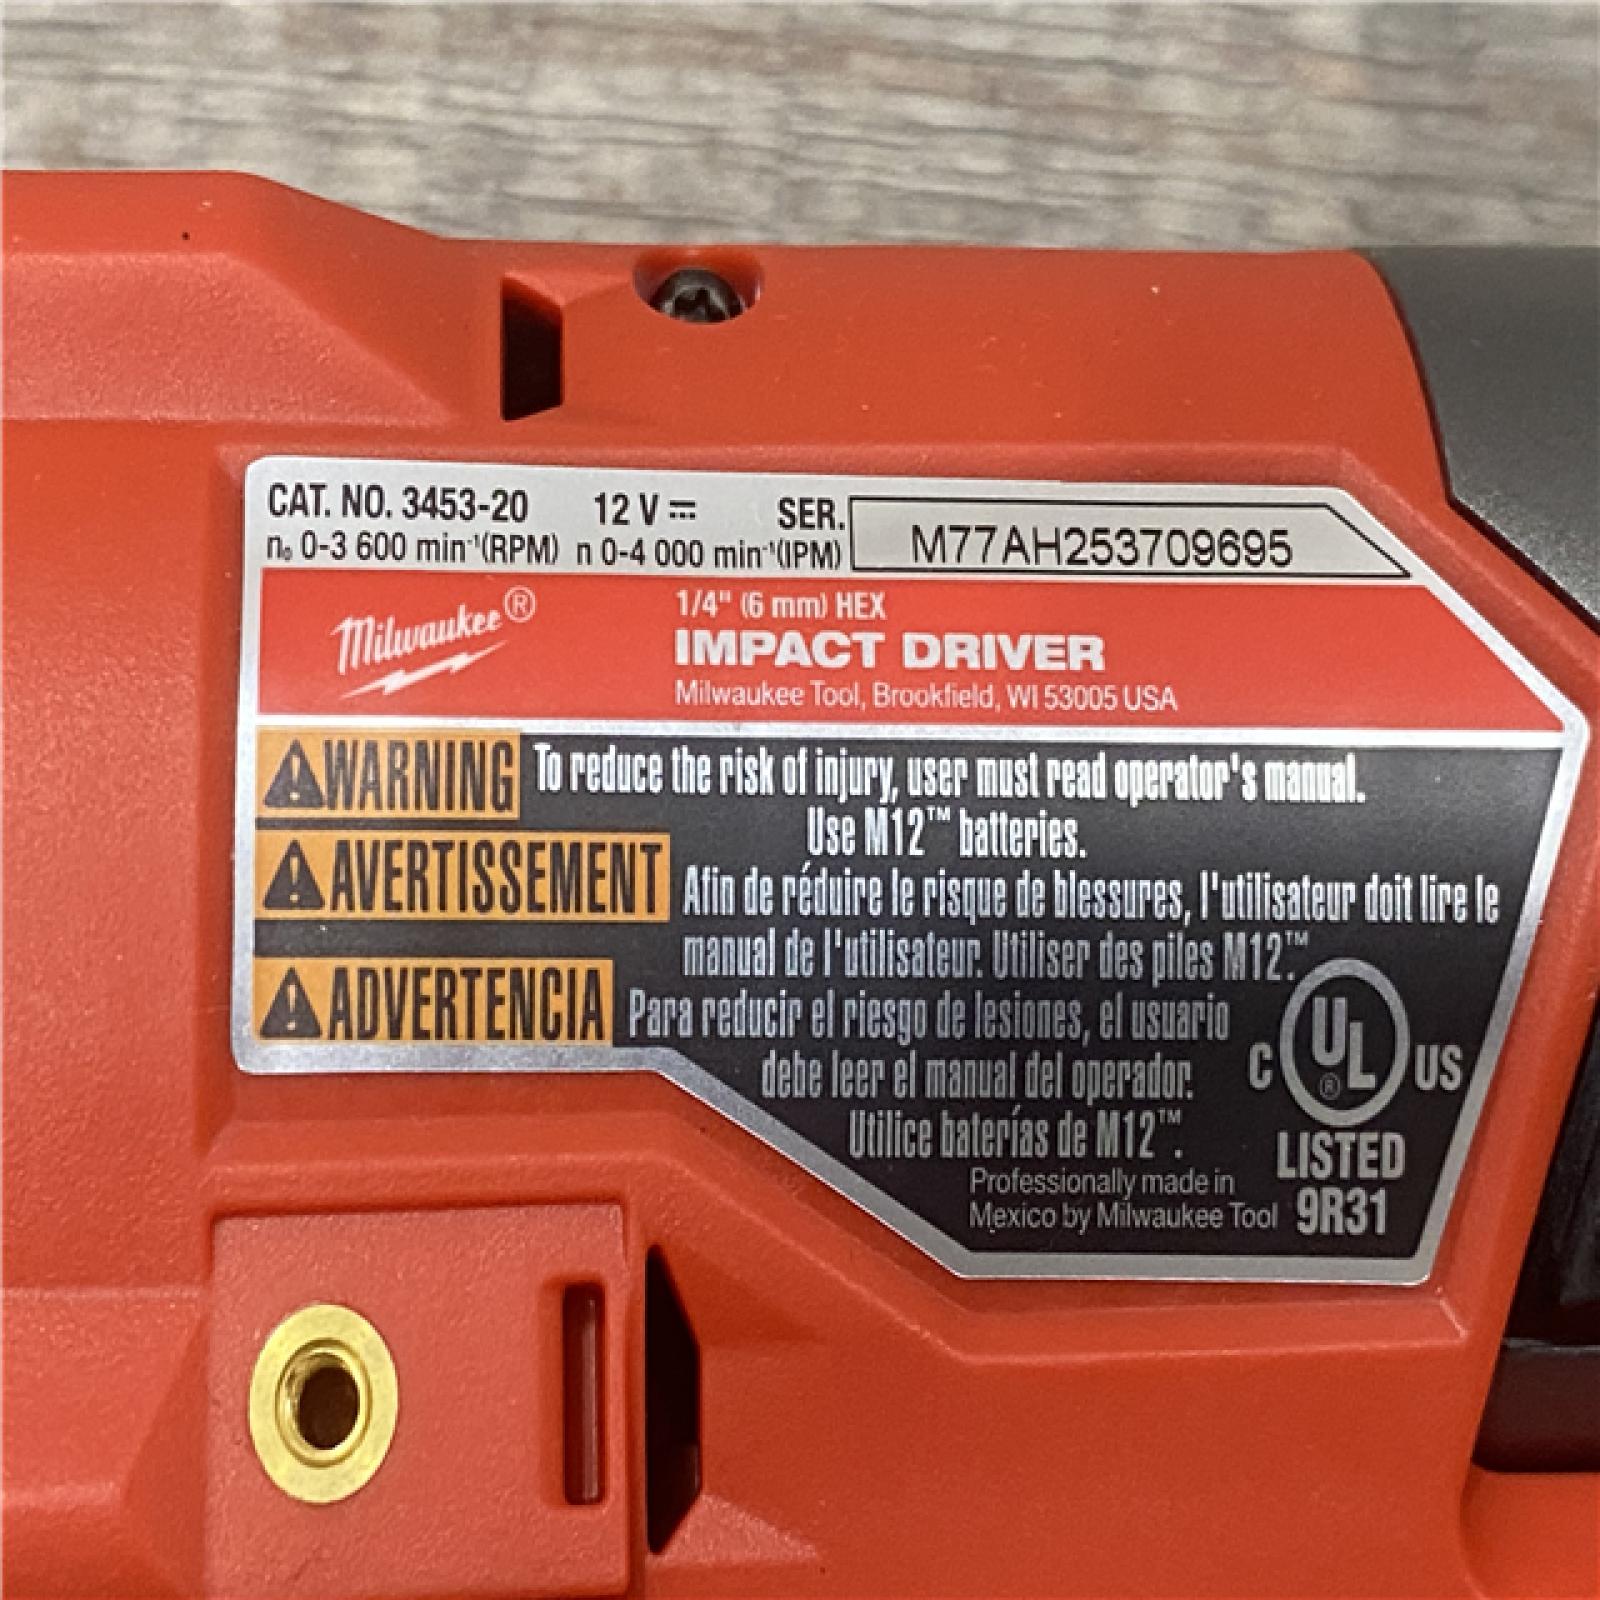 CAT. NO. 3453-20 12 V ⎓ SER. M77AH253709695
n₀ 0-3 600 min⁻¹(RPM) n 0-4 000 min⁻¹(IPM)
Milwaukee®
1/4" (6 mm) HEX
IMPACT DRIVER
Milwaukee Tool, Brookfield, WI 53005 USA
WARNING To reduce the risk of injury, user must read operator's manual.
Use M12™ batteries.
AVERTISSEMENT Afin de réduire le risque de blessures, l'utilisateur doit lire le
manual de l'utilisateur. Utiliser des piles M12.™
ADVERTENCIA Para reducir el riesgo de lesiones, el usuario
debe leer el manual del operador.
Utilice baterías de M12™.
C UL® US
LISTED
9R31
Professionally made in
Mexico by Milwaukee Tool